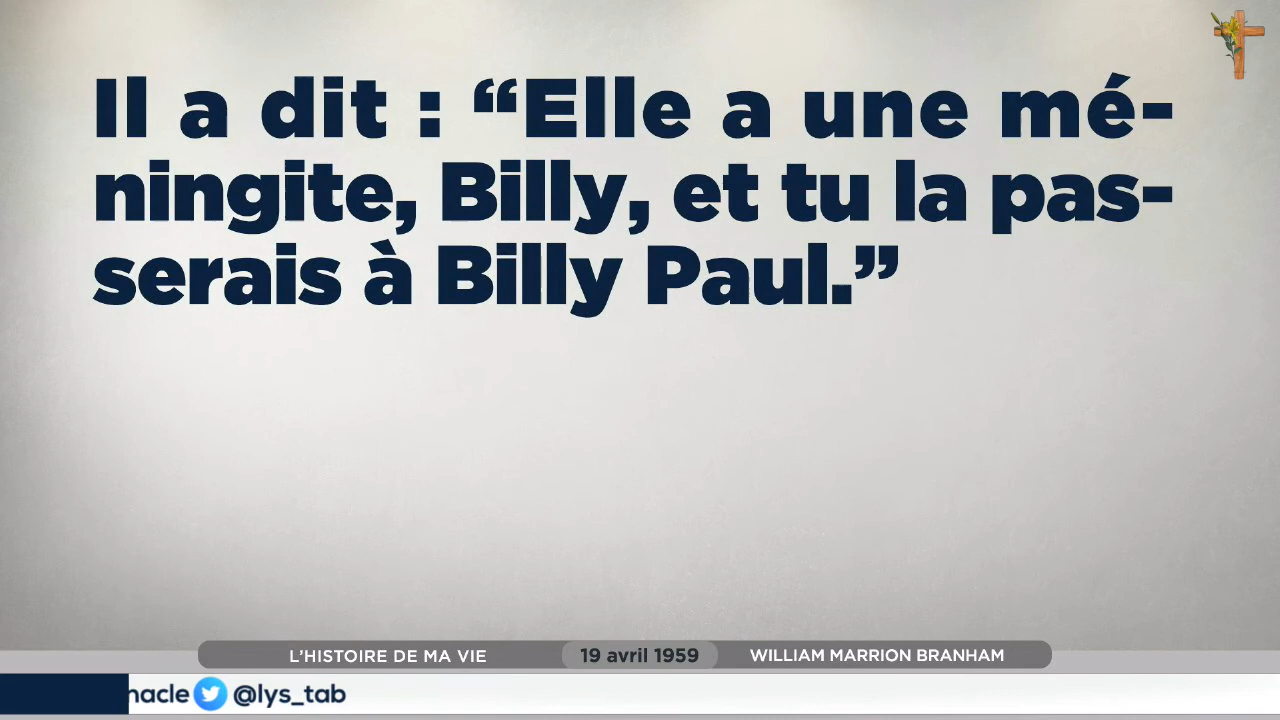 Il a dit : “Elle a une mé-
ningite, Billy, et tu la pas-
serais à Billy Paul.”
L’HISTOIRE DE MA VIE
19 avril 1959
WILLIAM MARRION BRANHAM
nacle @lys_tab